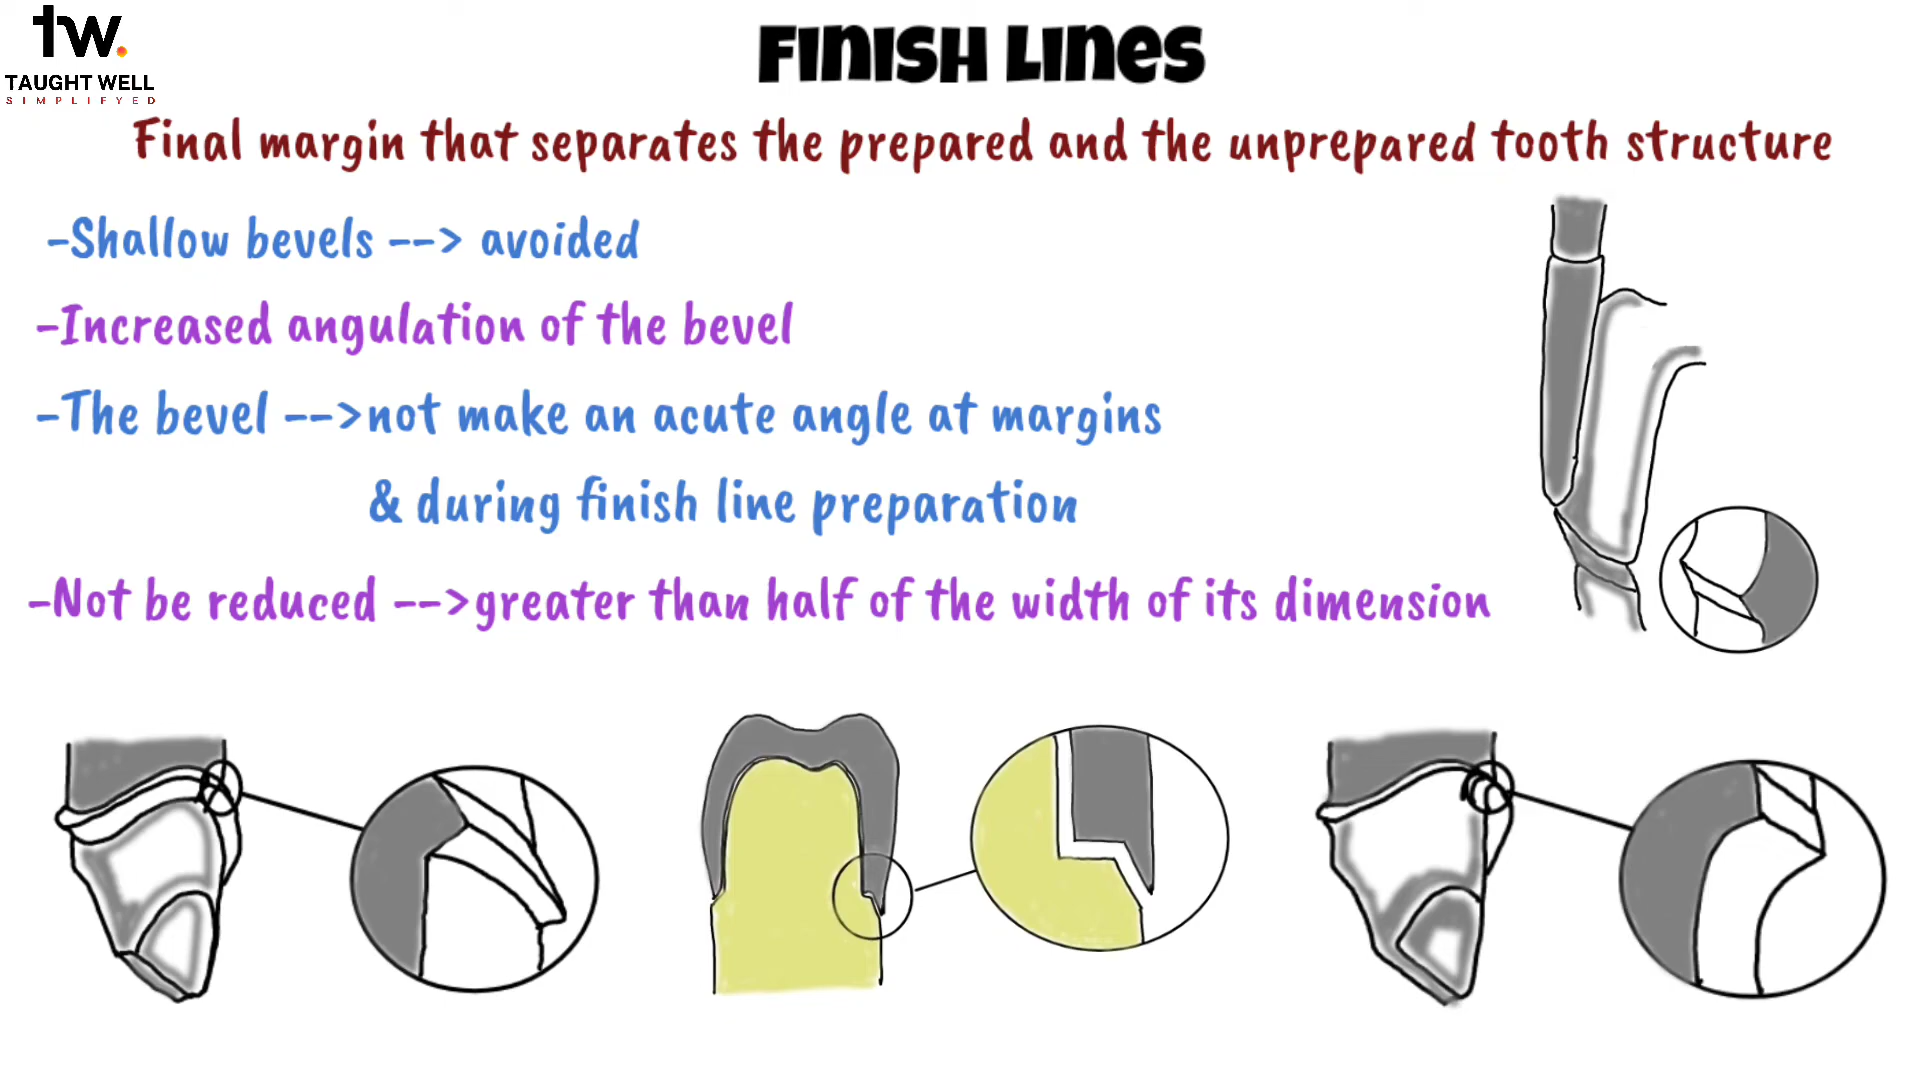 tw.
TAUGHT WELL
SIMPLIFYED
FINISH LINES
Final margin that separates the prepared and the unprepared tooth structure
-Shallow bevels --> avoided
-Increased angulation of the bevel
-The bevel -->not make an acute angle at margins
& during finish line preparation
-Not be reduced -->greater than half of the width of its dimension